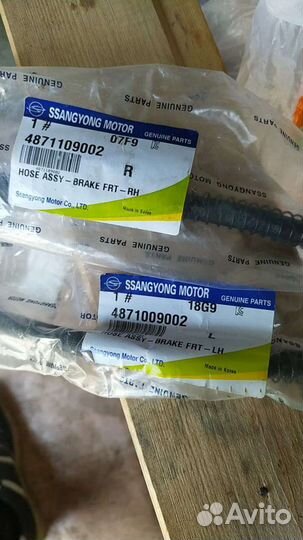 GENUINE PARTS
SSANGYONG MOTOR
GENUINE PARTS
1 # 07F9
4871109002
R
HOSE ASSY-BRAKE FRT-RH
Ssangyong Motor Co., LTD. Made in Korea
SSANGYONG MOTOR
GENUINE PARTS
1 # 18G9
4871009002
L
HOSE ASSY-BRAKE FRT-LH
Ssangyong Motor Co., LTD. Made in Korea
GENUINE PARTS
Avito